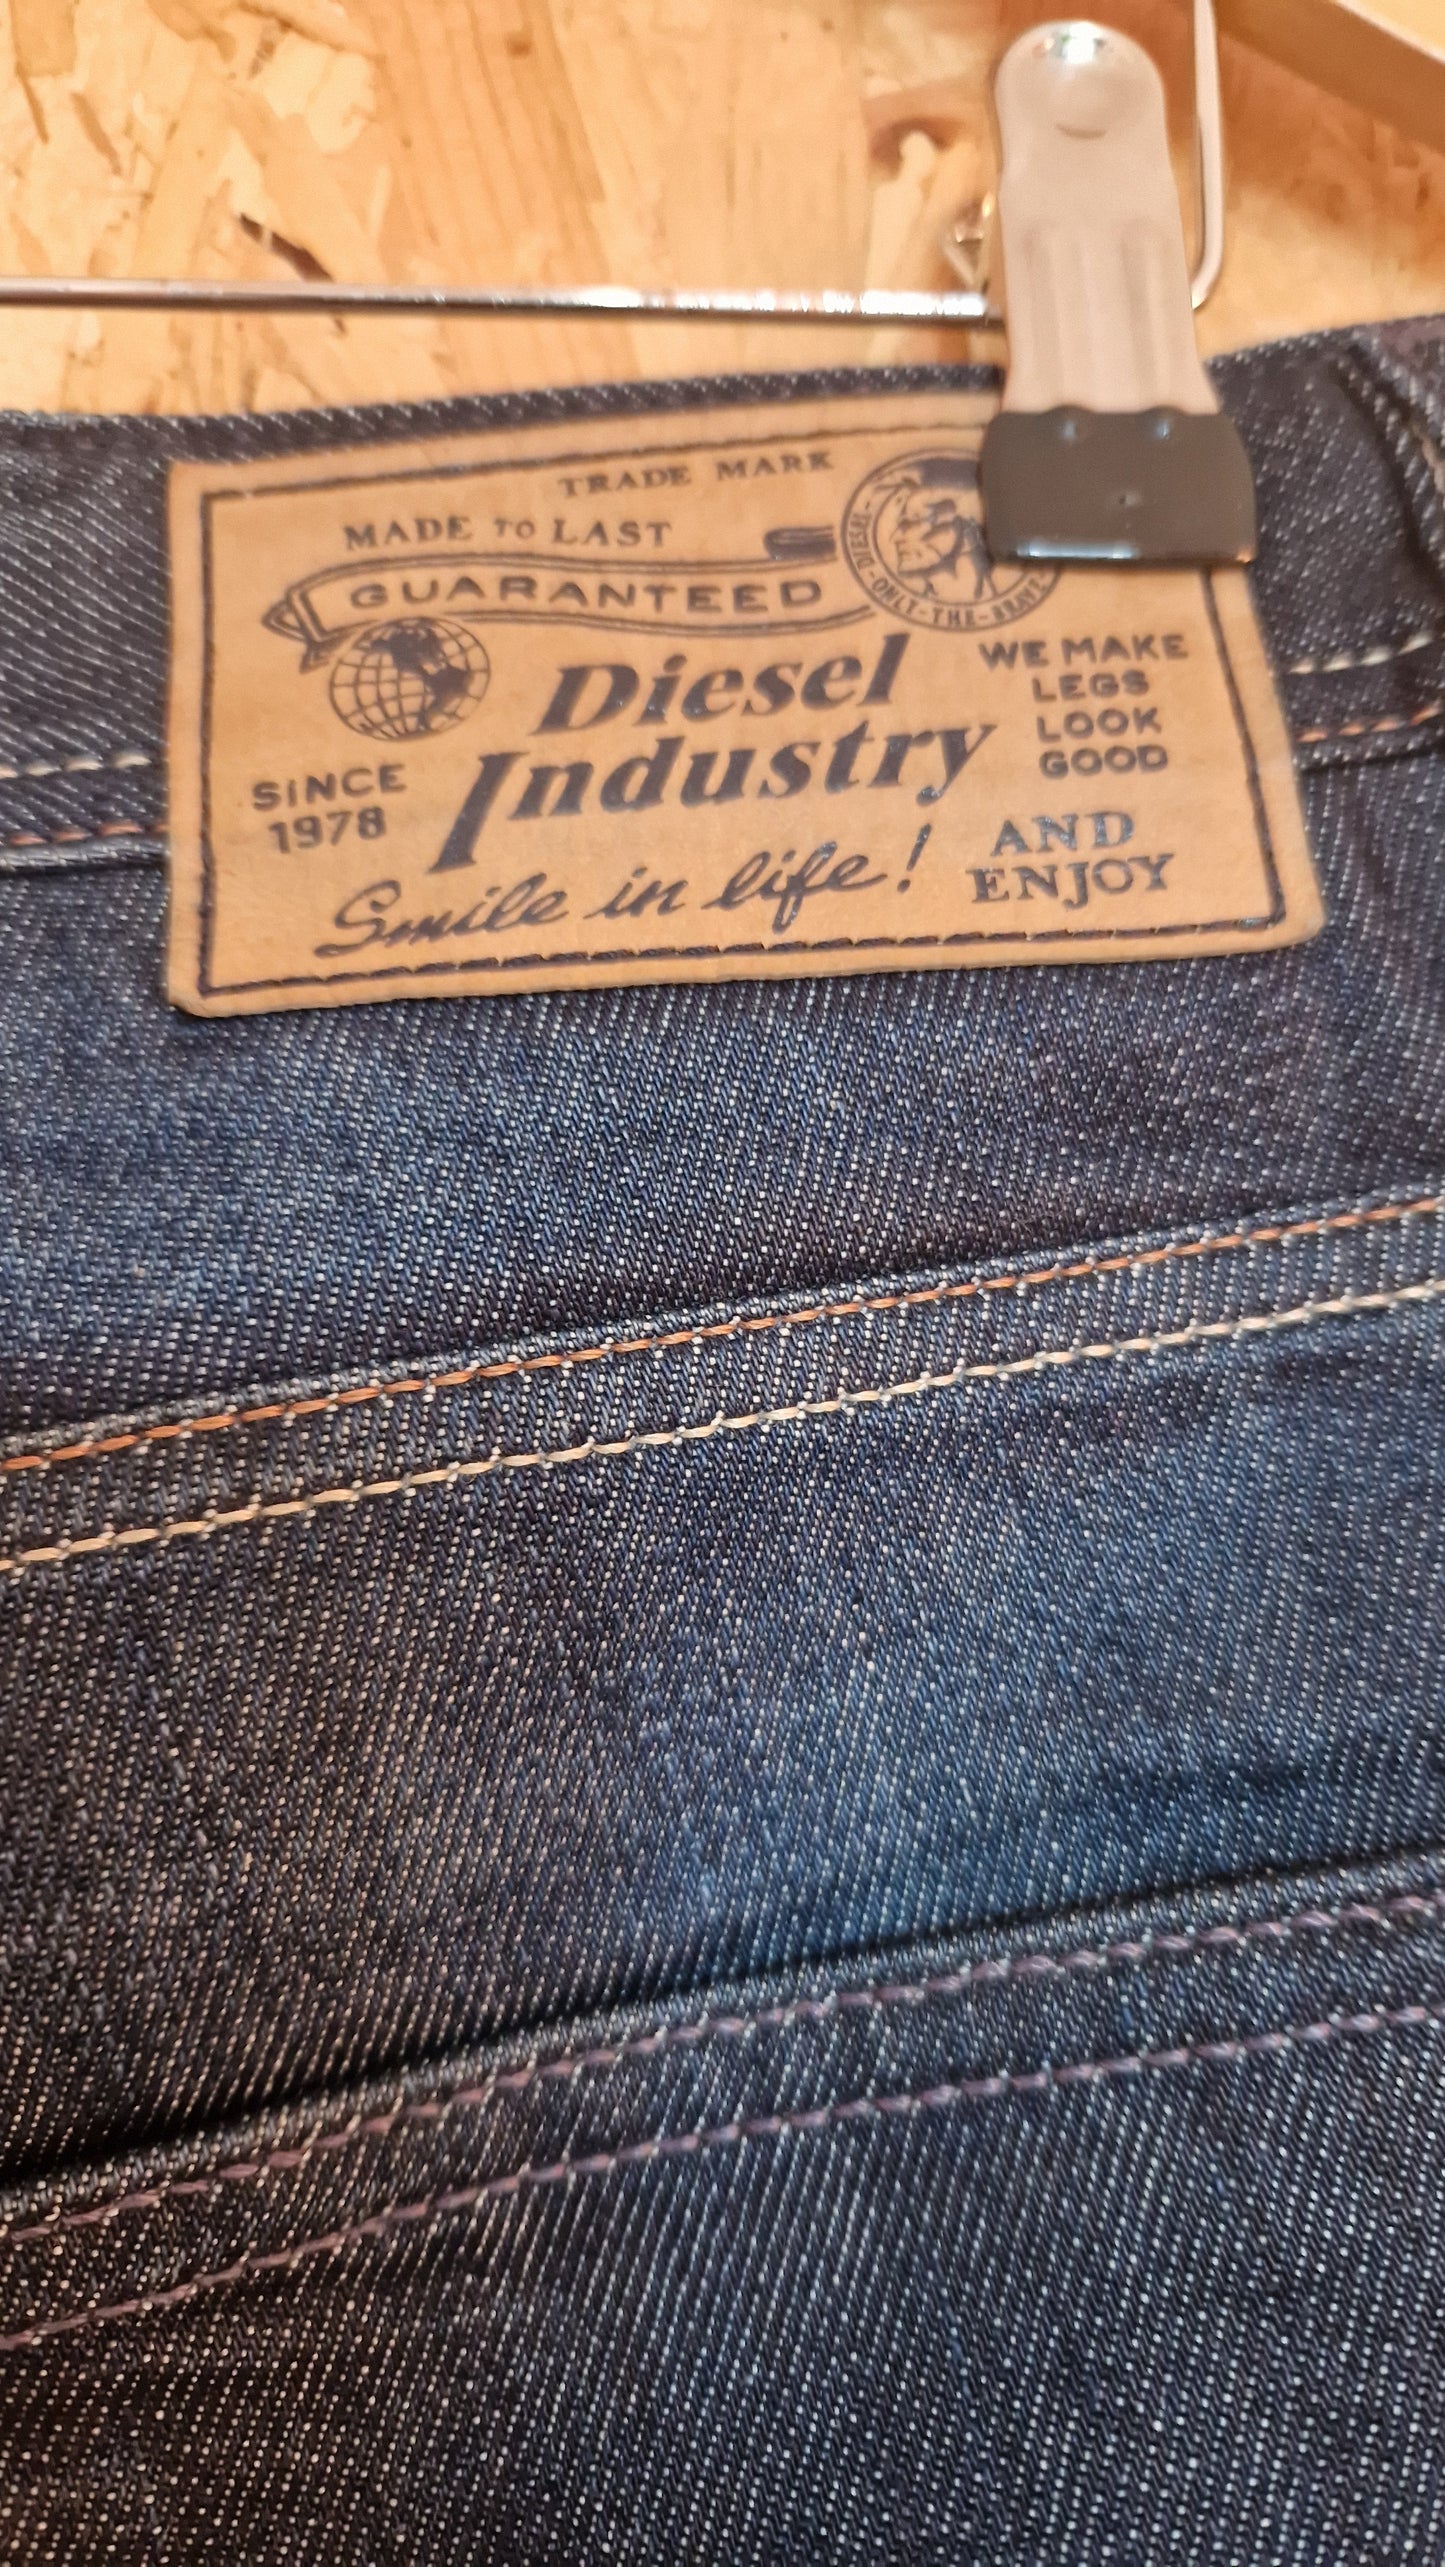 TRADE MARK
MADE TO LAST
GUARANTEED
DIESEL · ONLY · THE · BRAVE
Diesel
Industry
SINCE
1978
WE MAKE
LEGS
LOOK
GOOD
AND
ENJOY
Smile in life!